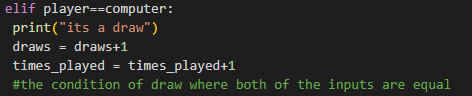 elif player==computer:
 print("its a draw")
 draws = draws+1
 times_played = times_played+1
 #the condition of draw where both of the inputs are equal